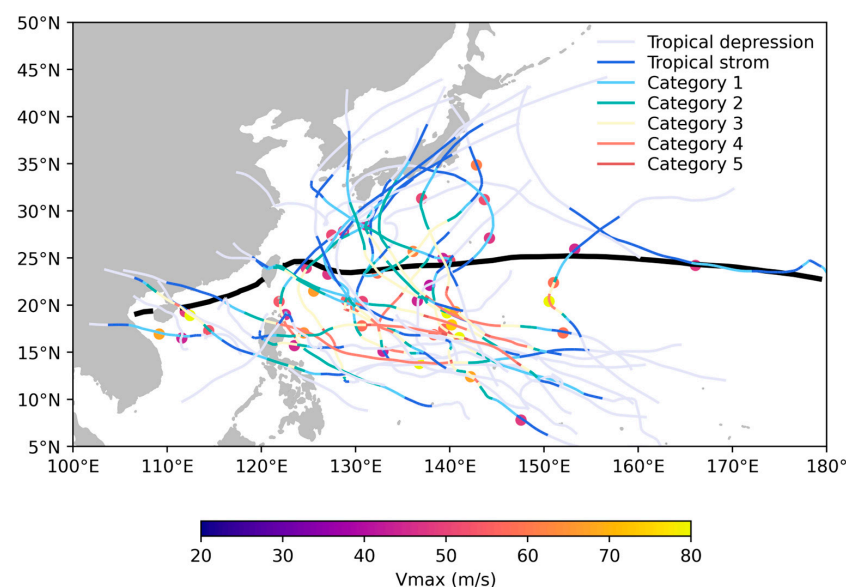 50°N
45°N
40°N
35°N
30°N
25°N
20°N
15°N
10°N
5°N
Tropical depression
Tropical strom
Category 1
Category 2
Category 3
Category 4
Category 5
100°E 110°E 120°E 130°E 140°E 150°E 160°E 170°E 180°
20 30 40 50 60 70 80
Vmax (m/s)